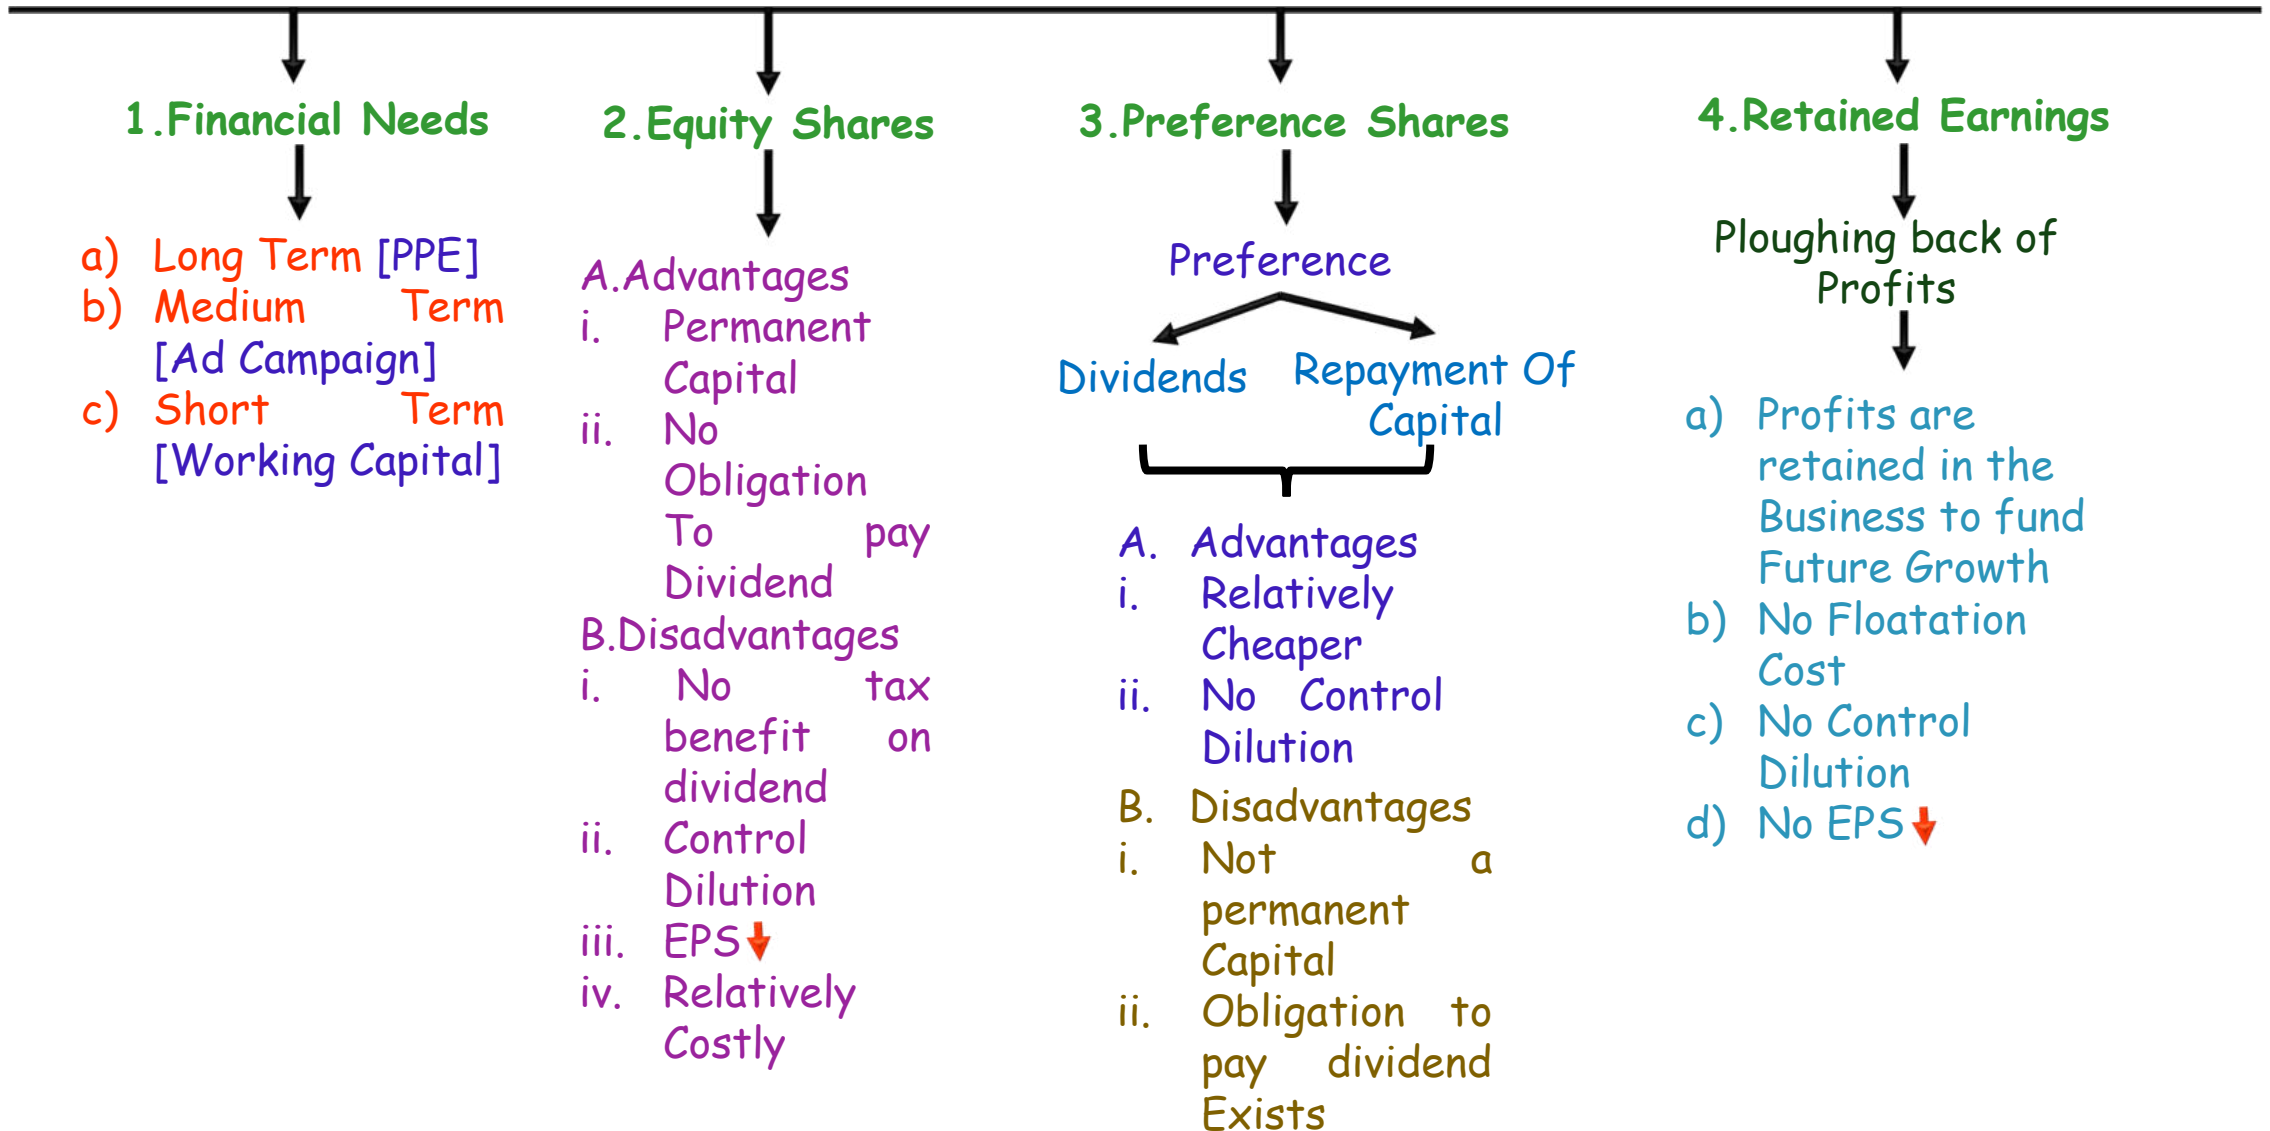 1.Financial Needs
a) Long Term [PPE]
b) Medium Term
[Ad Campaign]
c) Short Term
[Working Capital]
2.Equity Shares
A.Advantages
i. Permanent
Capital
ii. No
Obligation
To pay
Dividend
B.Disadvantages
i. No tax
benefit on
dividend
ii. Control
Dilution
iii. EPS
iv. Relatively
Costly
3.Preference Shares
Preference
Dividends
Repayment Of
Capital
A. Advantages
i. Relatively
Cheaper
ii. No Control
Dilution
B. Disadvantages
i. Not a
permanent
Capital
ii. Obligation to
pay dividend
Exists
4.Retained Earnings
Ploughing back of
Profits
a) Profits are
retained in the
Business to fund
Future Growth
b) No Floatation
Cost
c) No Control
Dilution
d) No EPS